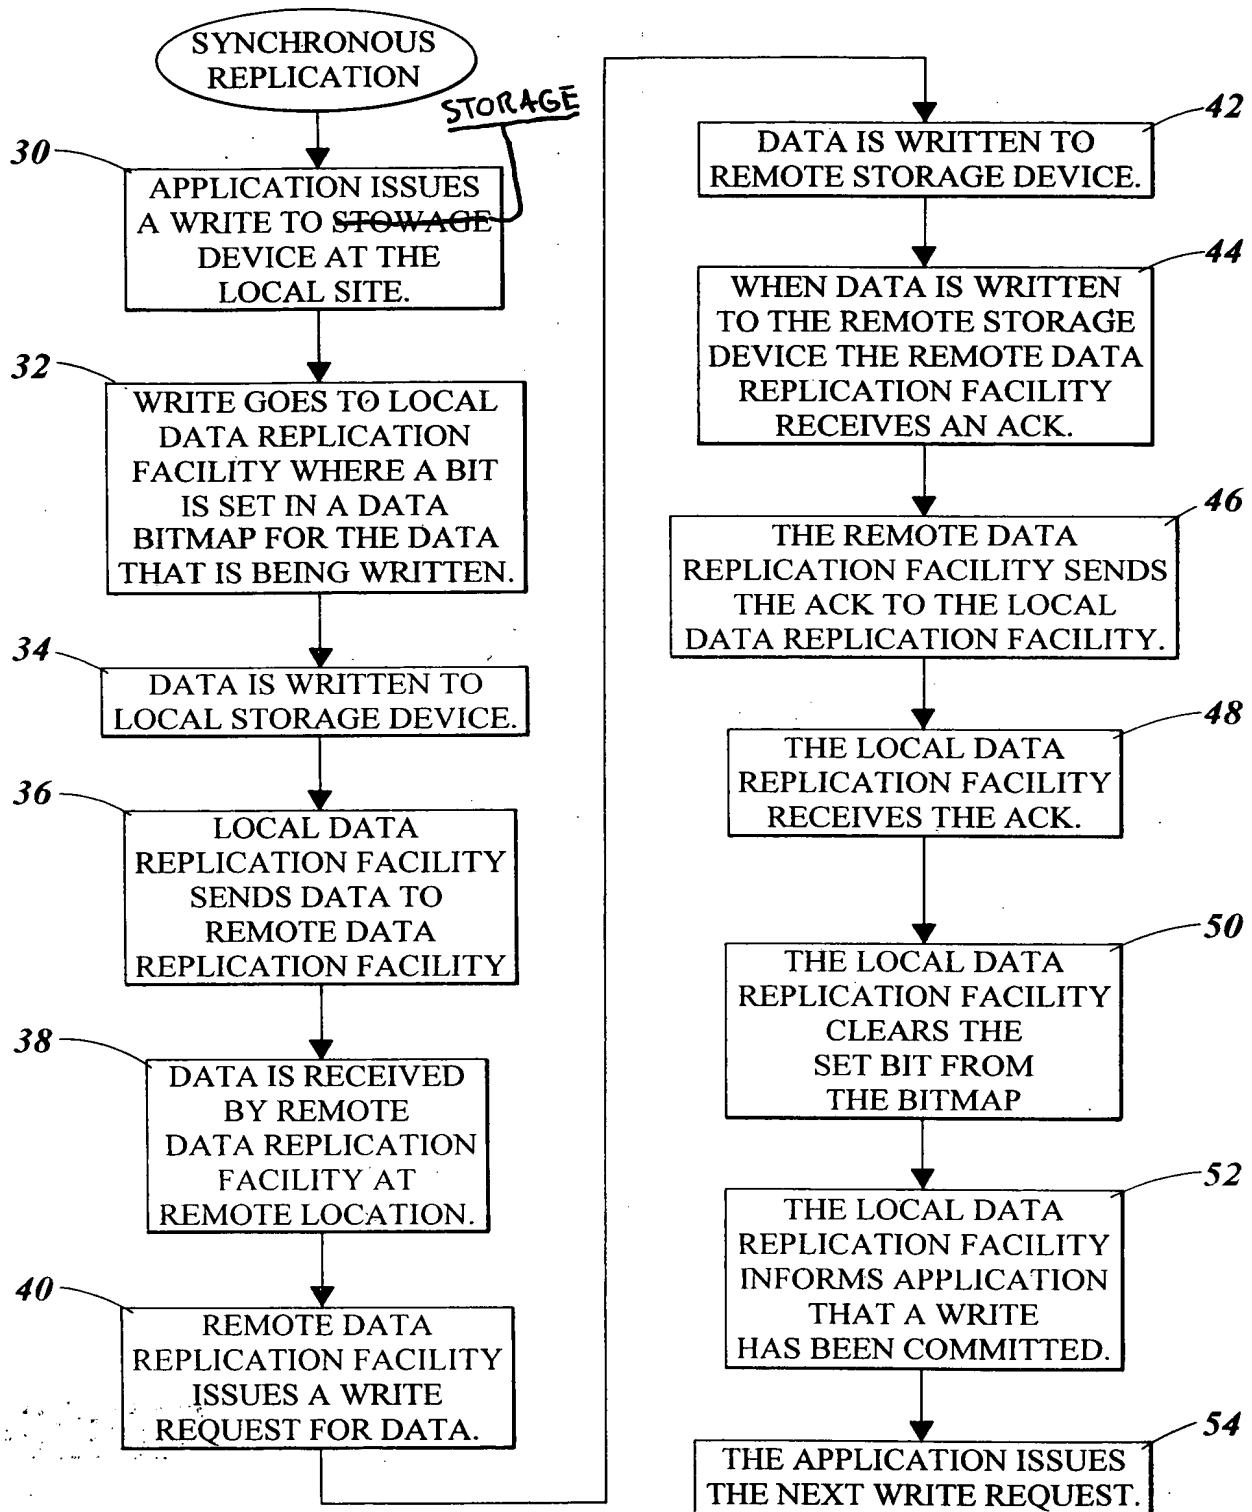 SYNCHRONOUS
REPLICATION
STORAGE
30
APPLICATION ISSUES
A WRITE TO STOWAGE
DEVICE AT THE
LOCAL SITE.
32
WRITE GOES TO LOCAL
DATA REPLICATION
FACILITY WHERE A BIT
IS SET IN A DATA
BITMAP FOR THE DATA
THAT IS BEING WRITTEN.
34
DATA IS WRITTEN TO
LOCAL STORAGE DEVICE.
36
LOCAL DATA
REPLICATION FACILITY
SENDS DATA TO
REMOTE DATA
REPLICATION FACILITY
38
DATA IS RECEIVED
BY REMOTE
DATA REPLICATION
FACILITY AT
REMOTE LOCATION.
40
REMOTE DATA
REPLICATION FACILITY
ISSUES A WRITE
REQUEST FOR DATA.
42
DATA IS WRITTEN TO
REMOTE STORAGE DEVICE.
44
WHEN DATA IS WRITTEN
TO THE REMOTE STORAGE
DEVICE THE REMOTE DATA
REPLICATION FACILITY
RECEIVES AN ACK.
46
THE REMOTE DATA
REPLICATION FACILITY SENDS
THE ACK TO THE LOCAL
DATA REPLICATION FACILITY.
48
THE LOCAL DATA
REPLICATION FACILITY
RECEIVES THE ACK.
50
THE LOCAL DATA
REPLICATION FACILITY
CLEARS THE
SET BIT FROM
THE BITMAP
52
THE LOCAL DATA
REPLICATION FACILITY
INFORMS APPLICATION
THAT A WRITE
HAS BEEN COMMITTED.
54
THE APPLICATION ISSUES
THE NEXT WRITE REQUEST.